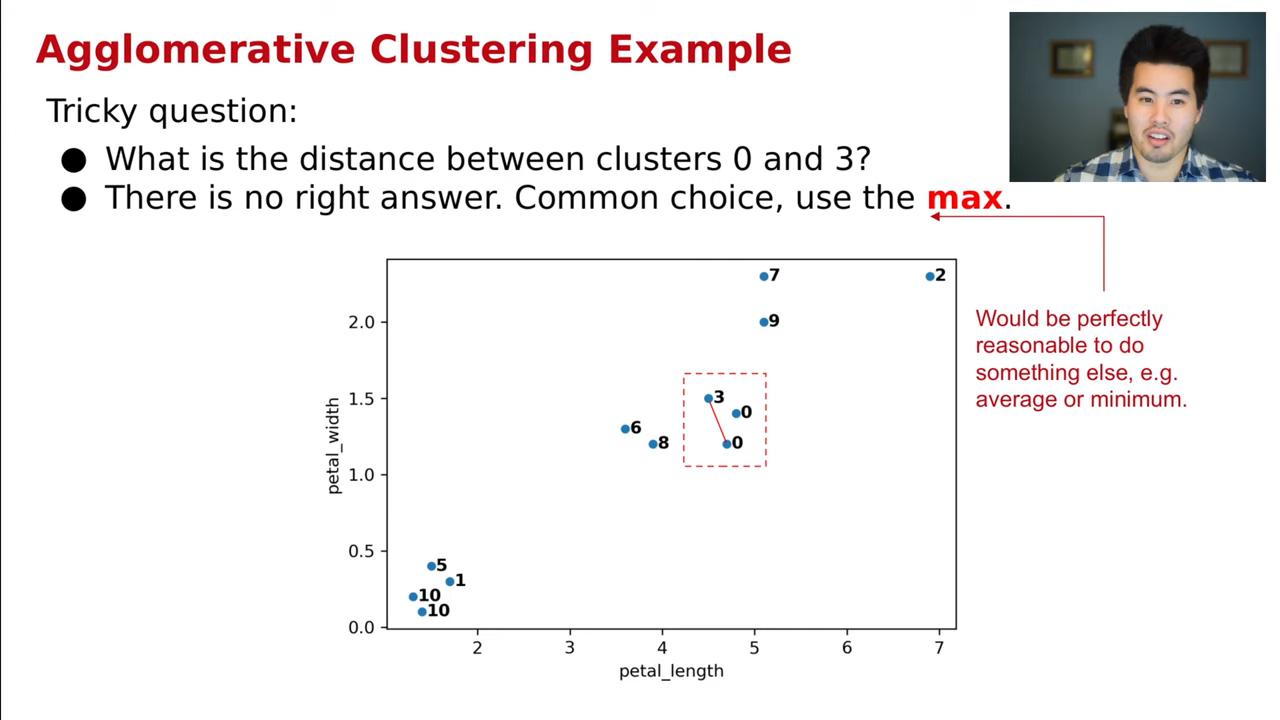 Agglomerative Clustering Example
Tricky question:
● What is the distance between clusters 0 and 3?
● There is no right answer. Common choice, use the max.
Would be perfectly
reasonable to do
something else, e.g.
average or minimum.
7
2
2.0
9
1.5
3
0
6
8
0
petal_width
1.0
0.5
5
1
10
10
0.0
2 3 4 5 6 7
petal_length